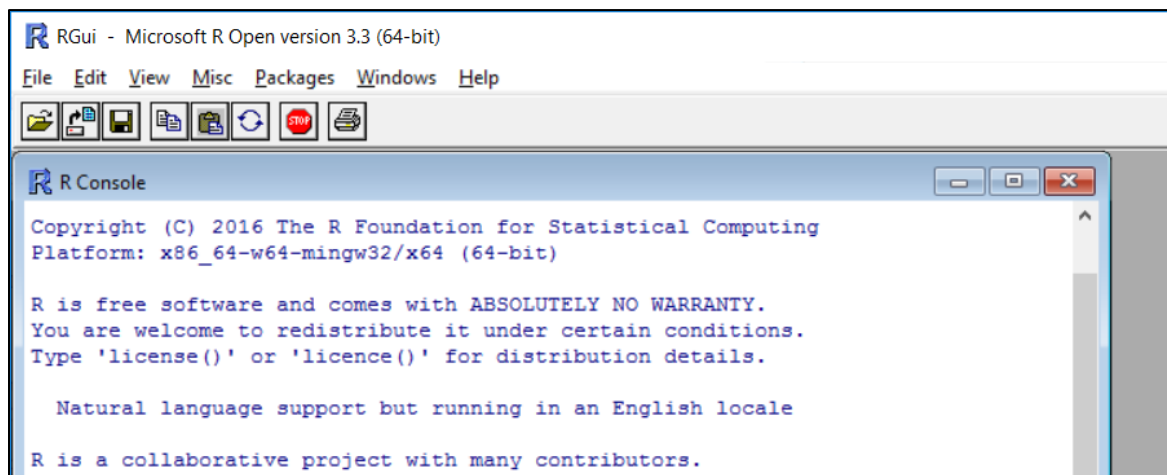 RGui - Microsoft R Open version 3.3 (64-bit)
File Edit View Misc Packages Windows Help
STOP
R Console
Copyright (C) 2016 The R Foundation for Statistical Computing
Platform: x86_64-w64-mingw32/x64 (64-bit)
R is free software and comes with ABSOLUTELY NO WARRANTY.
You are welcome to redistribute it under certain conditions.
Type 'license()' or 'licence()' for distribution details.
Natural language support but running in an English locale
R is a collaborative project with many contributors.